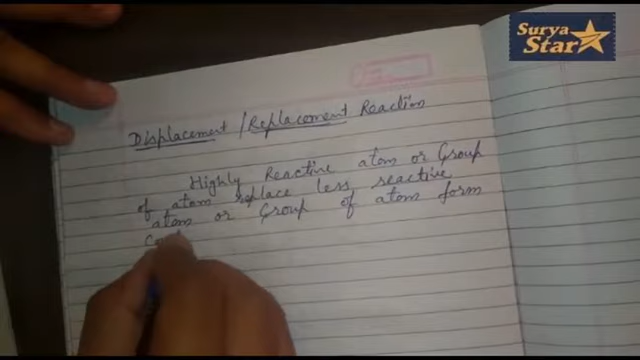 Surya
Star
Displacement / Replacement Reaction
Highly Reactive atom or Group
of atom replace less reactive
atom or Group of atom form